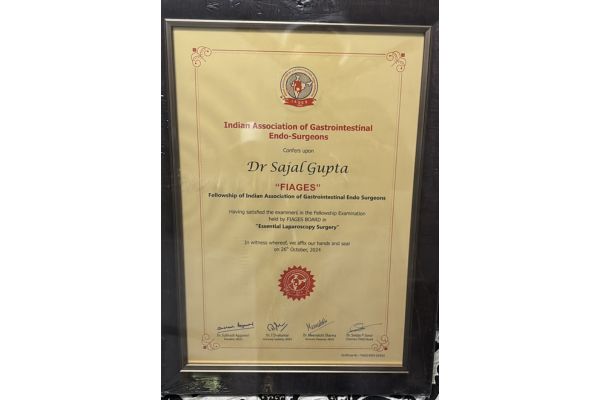 IAGES
Indian Association of Gastrointestinal
Endo-Surgeons
Confers upon
Dr Sajal Gupta
"FIAGES"
Fellowship of Indian Association of Gastrointestinal Endo Surgeons
Having satisfied the examiners in the Fellowship Examination
held by FIAGES BOARD in
"Essential Laparoscopy Surgery"
In witness whereof, we affix our hands and seal
on 26th October, 2024